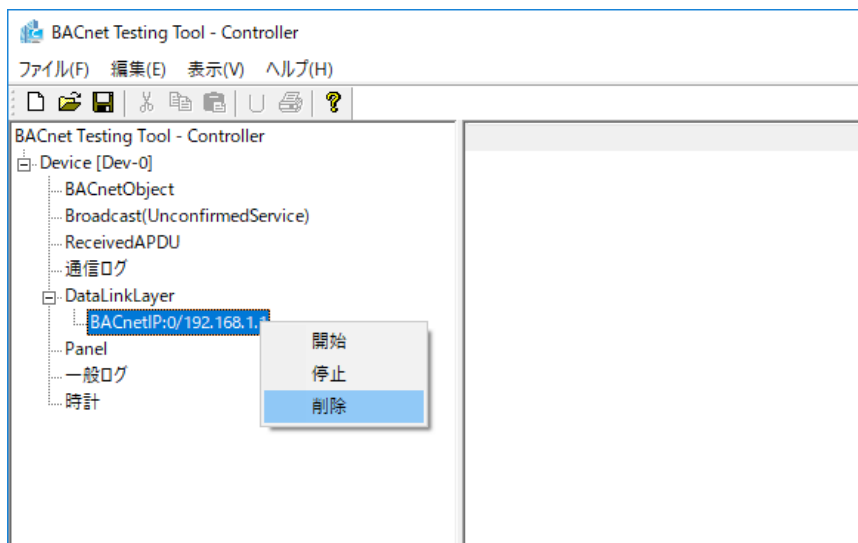 BACnet Testing Tool - Controller
ファイル(F) 編集(E) 表示(V) ヘルプ(H)
BACnet Testing Tool - Controller
Device [Dev-0]
BACnetObject
Broadcast(UnconfirmedService)
ReceivedAPDU
通信ログ
DataLinkLayer
BACnetIP:0/192.168.1.
Panel
一般ログ
時計
開始
停止
削除